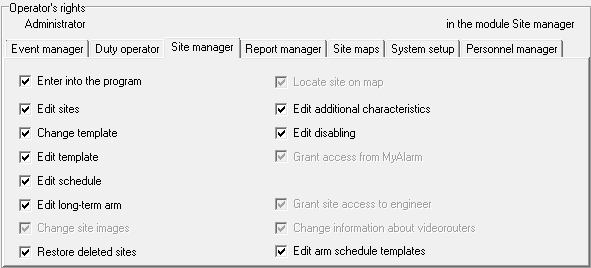 Operator's rights
Administrator in the module Site manager
Event manager Duty operator Site manager Report manager Site maps System setup Personnel manager
Enter into the program Locate site on map
Edit sites Edit additional characteristics
Change template Edit disabling
Edit template Grant access from MyAlarm
Edit schedule
Edit long-term arm Grant site access to engineer
Change site images Change information about videorouters
Restore deleted sites Edit arm schedule templates